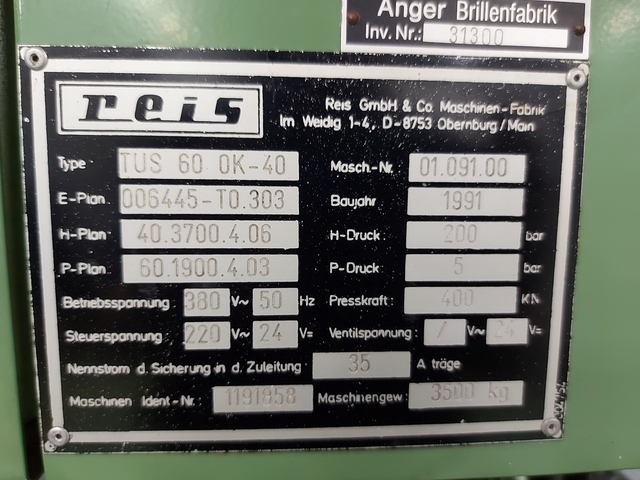 Anger Brillenfabrik
Inv. Nr.: 31300
reis
Reis GmbH & Co. Maschinen-Fabrik
Im Weidig 1-4, D-8753 Obernburg/Main
Type TUS 60 OK-40 Masch-Nr. 01.091.00
E-Plan 006445-T0.303 Baujahr 1991
H-Plan 40.3700.4.06 H-Druck 200 bar
P-Plan 60.1900.4.03 P-Druck 5 bar
Betriebsspannung 380 V~ 50 Hz Presskraft 400 KN
Steuerspannung 220 V~ 24 V= Ventilspannung / V~ 24 V=
Nennstrom d. Sicherung in d. Zuleitung 35 A träge
Maschinen Ident-Nr. 1191858 Maschinengew. 3500 kg